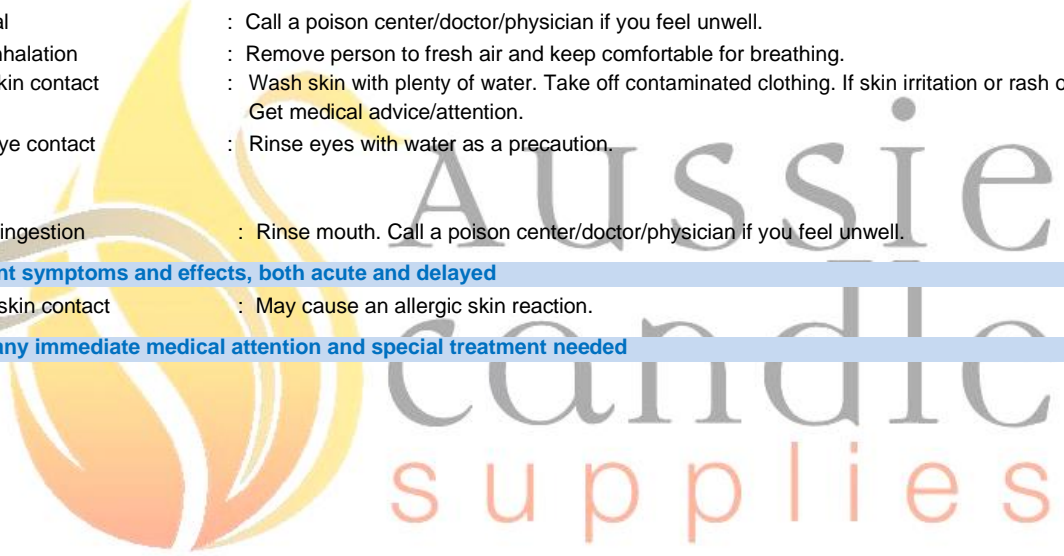 al : Call a poison center/doctor/physician if you feel unwell.
nhalation : Remove person to fresh air and keep comfortable for breathing.
kin contact : Wash skin with plenty of water. Take off contaminated clothing. If skin irritation or rash o
Get medical advice/attention.
ye contact : Rinse eyes with water as a precaution.
Aussie
ingestion : Rinse mouth. Call a poison center/doctor/physician if you feel unwell.
nt symptoms and effects, both acute and delayed
skin contact : May cause an allergic skin reaction.
any immediate medical attention and special treatment needed
candle
supplies